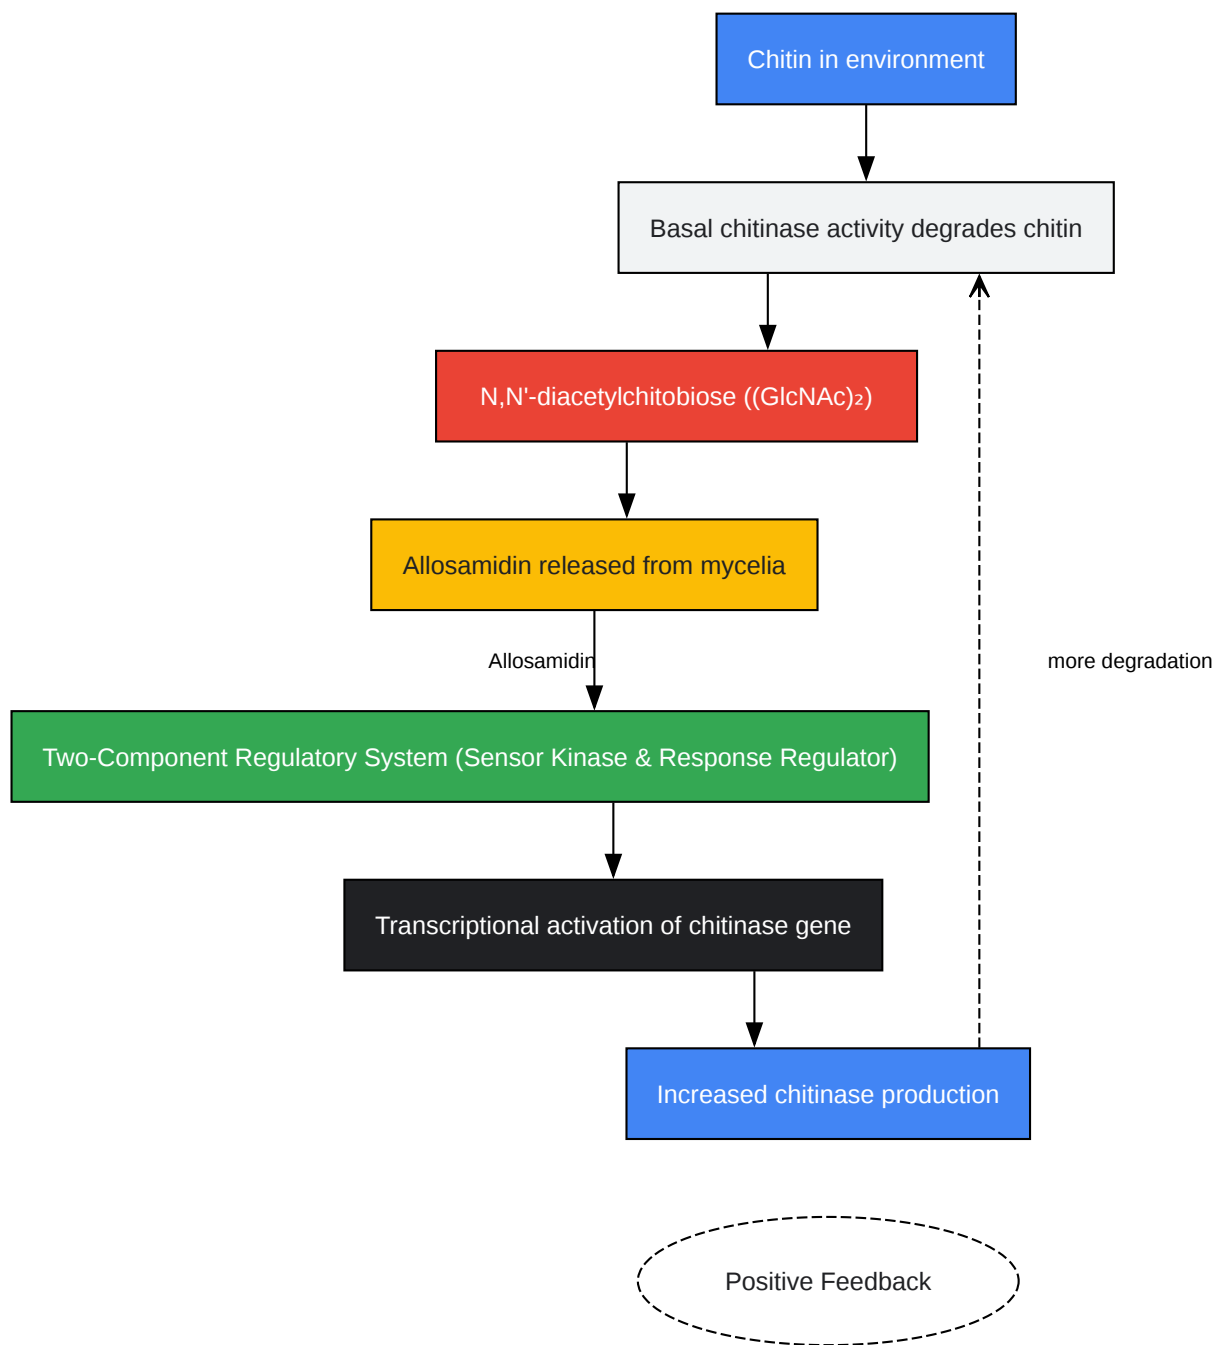 Chitin in environment
Basal chitinase activity degrades chitin
N,N'-diacetylchitobiose ((GlcNAc)₂)
Allosamidin released from mycelia
Allosamidin
more degradation
Two-Component Regulatory System (Sensor Kinase & Response Regulator)
Transcriptional activation of chitinase gene
Increased chitinase production
Positive Feedback